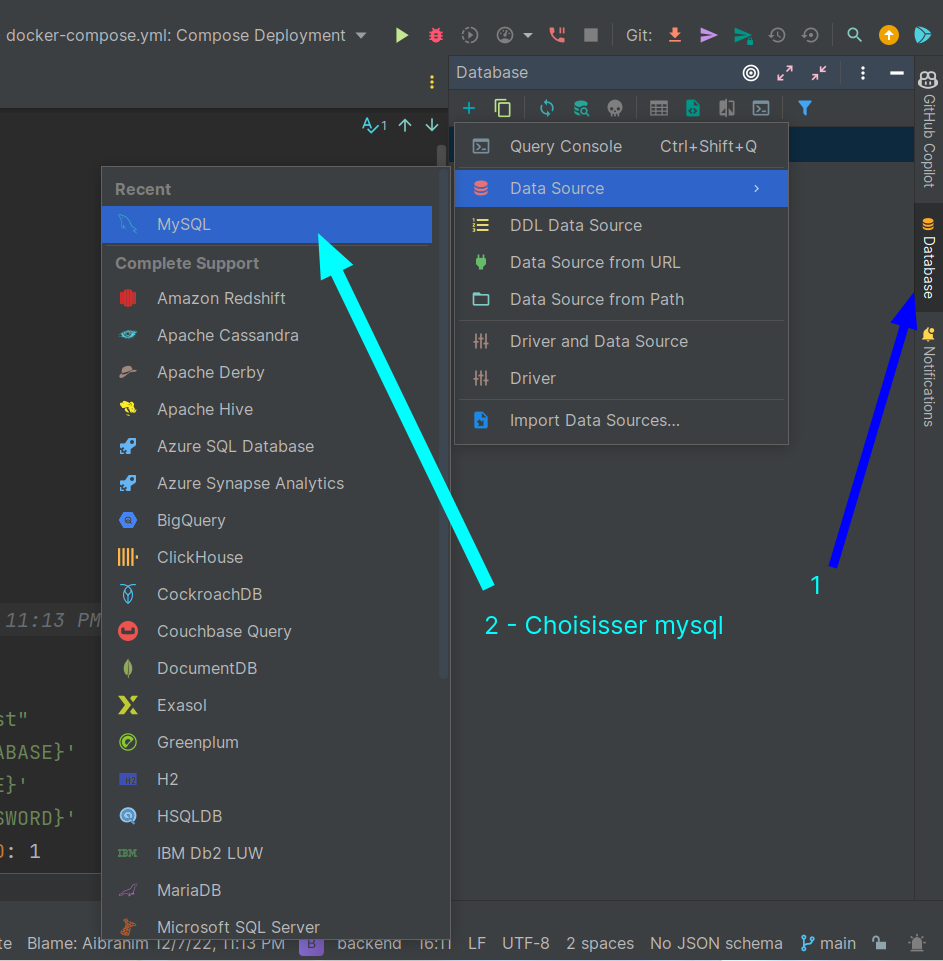 docker-compose.yml: Compose Deployment
Git:
Database
1
Query Console Ctrl+Shift+Q
Data Source
DDL Data Source
Data Source from URL
Data Source from Path
Driver and Data Source
Driver
Import Data Sources...
Recent
MySQL
Complete Support
Amazon Redshift
Apache Cassandra
Apache Derby
Apache Hive
Azure SQL Database
Azure Synapse Analytics
BigQuery
ClickHouse
CockroachDB
Couchbase Query
DocumentDB
Exasol
Greenplum
H2
HSQLDB
IBM Db2 LUW
MariaDB
Microsoft SQL Server
GitHub Copilot
Database
Notifications
1
2 - Choisisser mysql
11:13 PM
st"
ABASE}'
E}'
SWORD}'
: 1
te Blame: Aibrahim 12/7/22, 11:13 PM B backend 16:11 LF UTF-8 2 spaces No JSON schema main